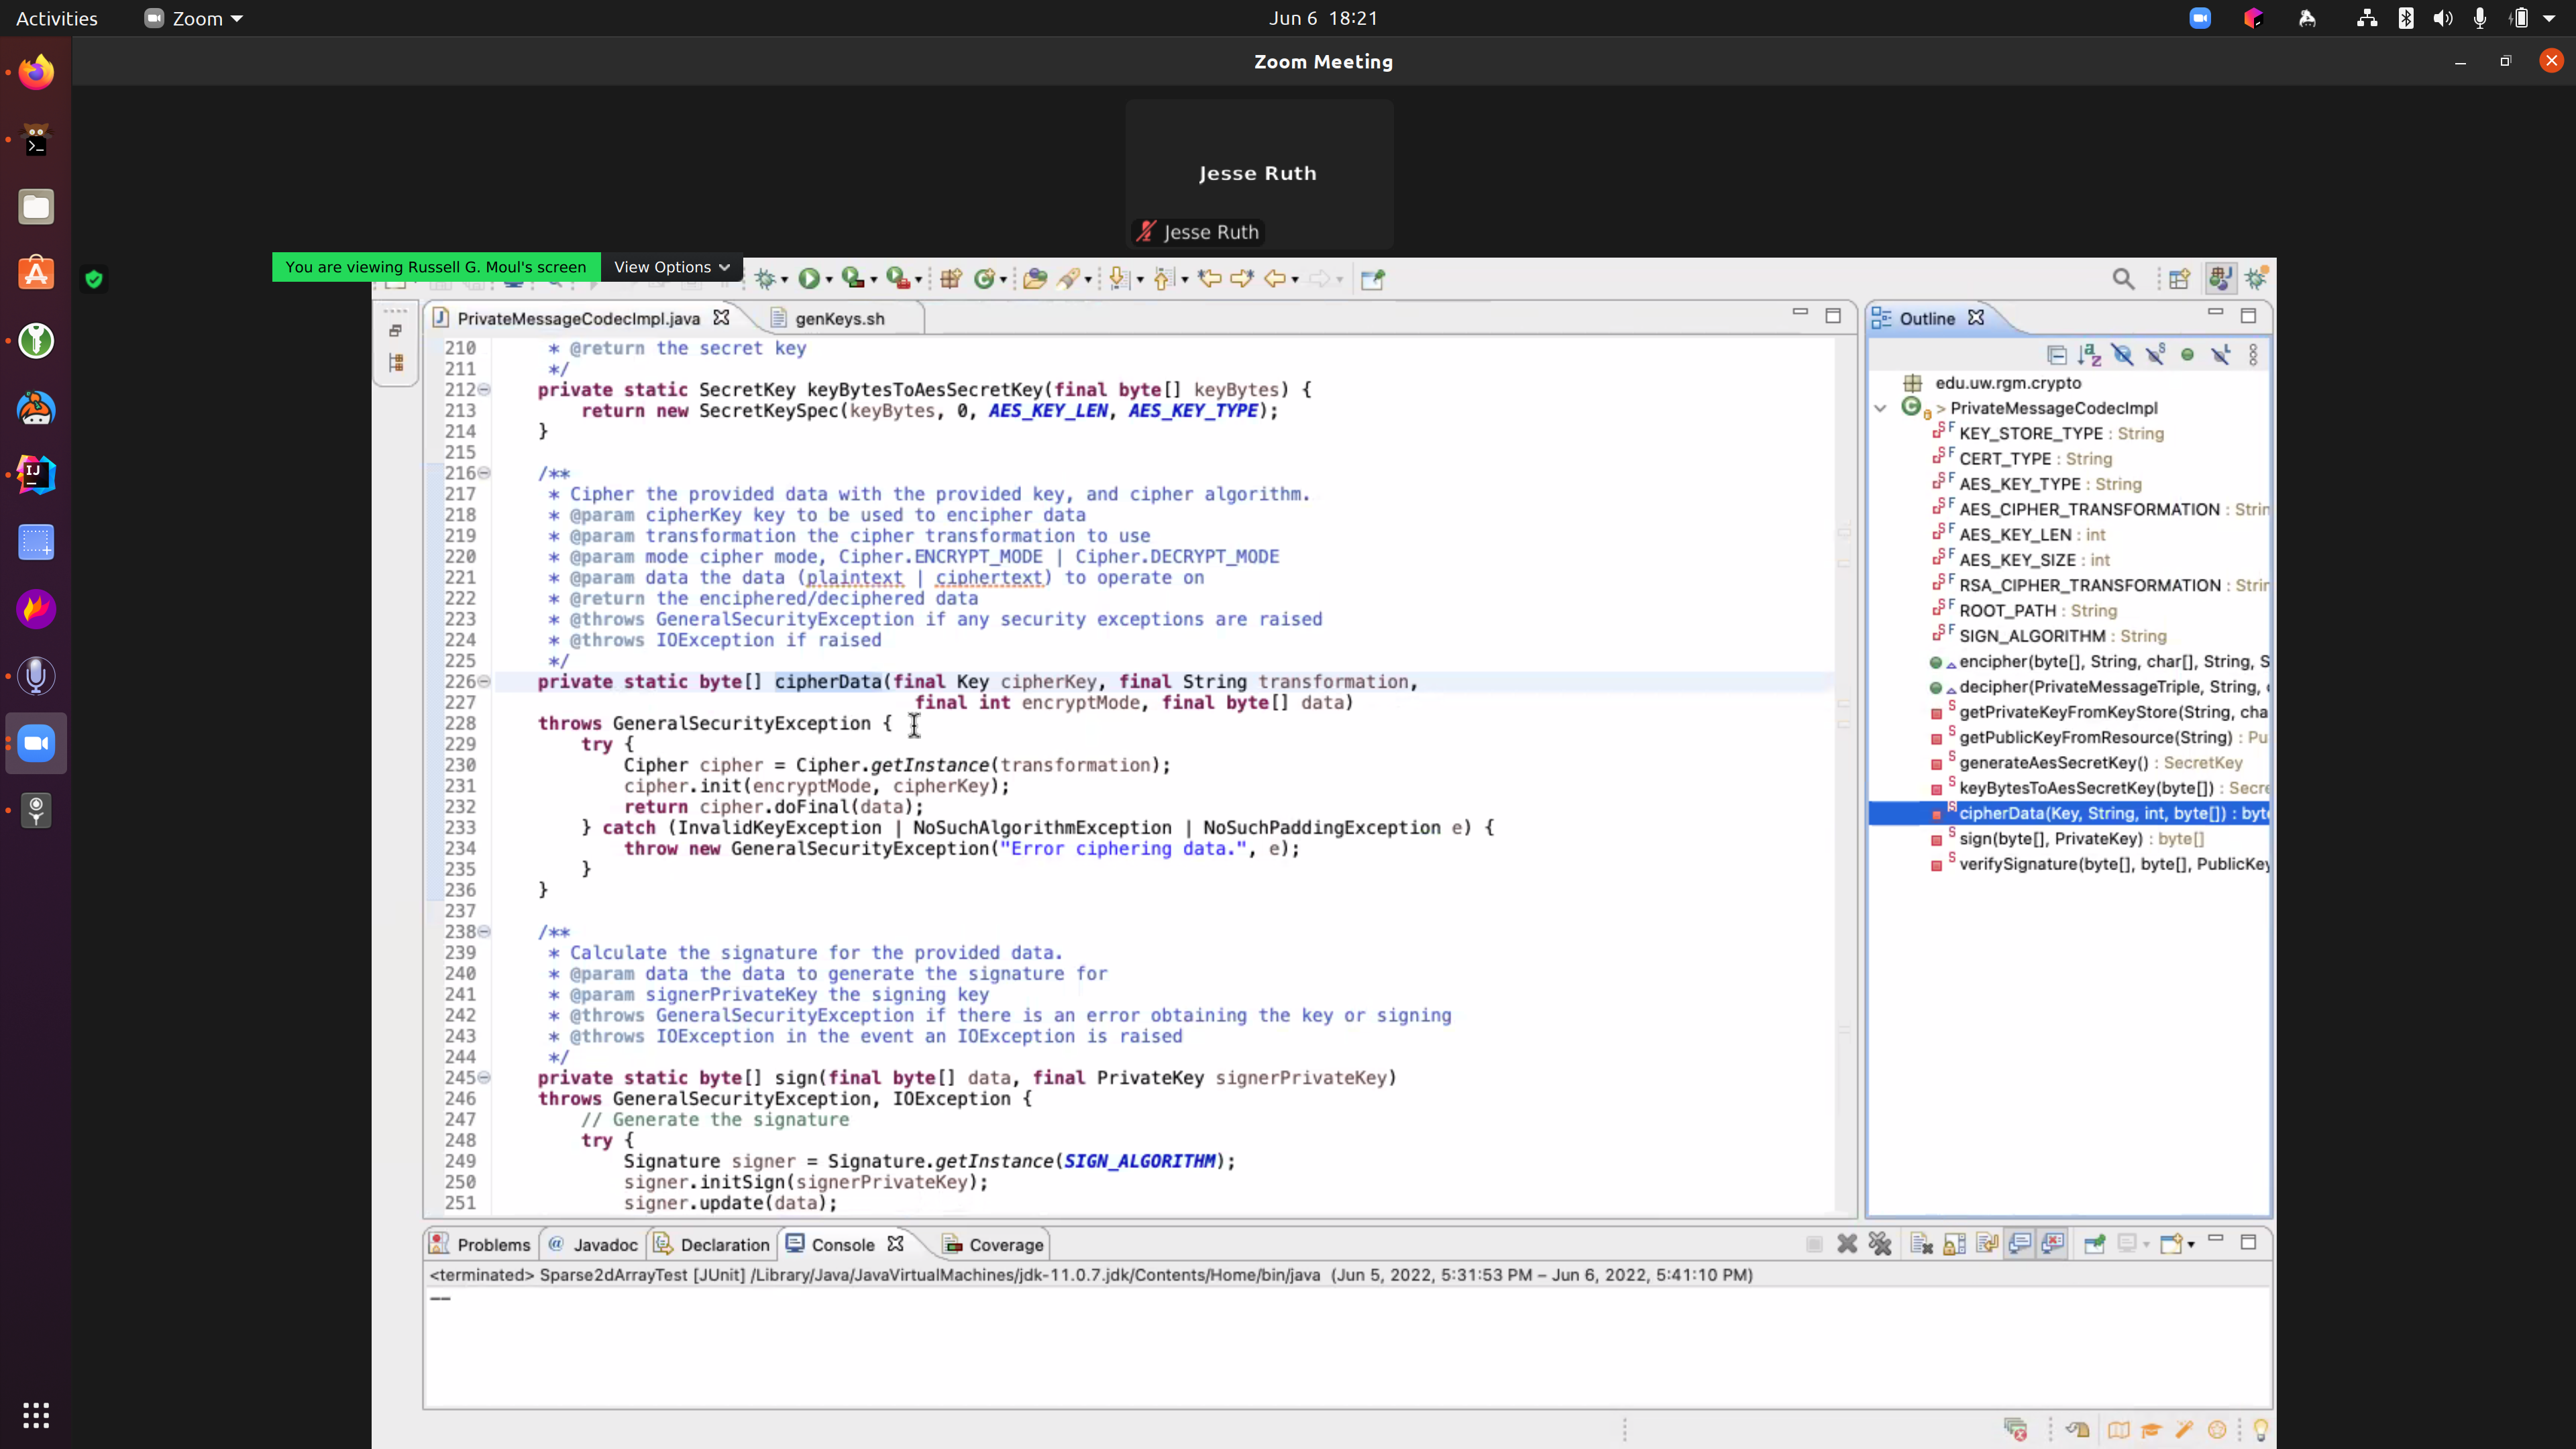 Activities
Zoom
Jun 6 18:21
Zoom Meeting
Jesse Ruth
Jesse Ruth
You are viewing Russell G. Moul's screen
View Options
PrivateMessageCodecImpl.java
genKeys.sh
210 * @return the secret key
211 */
212 private static SecretKey keyBytesToAesSecretKey(final byte[] keyBytes) {
213 return new SecretKeySpec(keyBytes, 0, AES_KEY_LEN, AES_KEY_TYPE);
214 }
215
216 /**
217 * Cipher the provided data with the provided key, and cipher algorithm.
218 * @param cipherKey key to be used to encipher data
219 * @param transformation the cipher transformation to use
220 * @param mode cipher mode, Cipher.ENCRYPT_MODE | Cipher.DECRYPT_MODE
221 * @param data the data (plaintext | ciphertext) to operate on
222 * @return the enciphered/deciphered data
223 * @throws GeneralSecurityException if any security exceptions are raised
224 * @throws IOException if raised
225 */
226 private static byte[] cipherData(final Key cipherKey, final String transformation,
227 final int encryptMode, final byte[] data)
228 throws GeneralSecurityException {
229 try {
230 Cipher cipher = Cipher.getInstance(transformation);
231 cipher.init(encryptMode, cipherKey);
232 return cipher.doFinal(data);
233 } catch (InvalidKeyException | NoSuchAlgorithmException | NoSuchPaddingException e) {
234 throw new GeneralSecurityException("Error ciphering data.", e);
235 }
236 }
237
238 /**
239 * Calculate the signature for the provided data.
240 * @param data the data to generate the signature for
241 * @param signerPrivateKey the signing key
242 * @throws GeneralSecurityException if there is an error obtaining the key or signing
243 * @throws IOException in the event an IOException is raised
244 */
245 private static byte[] sign(final byte[] data, final PrivateKey signerPrivateKey)
246 throws GeneralSecurityException, IOException {
247 // Generate the signature
248 try {
249 Signature signer = Signature.getInstance(SIGN_ALGORITHM);
250 signer.initSign(signerPrivateKey);
251 signer.update(data);
Outline
edu.uw.rgm.crypto
> PrivateMessageCodecImpl
KEY_STORE_TYPE : String
CERT_TYPE : String
AES_KEY_TYPE : String
AES_CIPHER_TRANSFORMATION : Strin
AES_KEY_LEN : int
AES_KEY_SIZE : int
RSA_CIPHER_TRANSFORMATION : Strin
ROOT_PATH : String
SIGN_ALGORITHM : String
encipher(byte[], String, char[], String, S
decipher(PrivateMessageTriple, String,
getPrivateKeyFromKeyStore(String, cha
getPublicKeyFromResource(String) : Pu
generateAesSecretKey() : SecretKey
keyBytesToAesSecretKey(byte[]) : Secre
cipherData(Key, String, int, byte[]) : byte
sign(byte[], PrivateKey) : byte[]
verifySignature(byte[], byte[], PublicKey
Problems
Javadoc
Declaration
Console
Coverage
<terminated> Sparse2dArrayTest [JUnit] /Library/Java/JavaVirtualMachines/jdk-11.0.7.jdk/Contents/Home/bin/java (Jun 5, 2022, 5:31:53 PM – Jun 6, 2022, 5:41:10 PM)